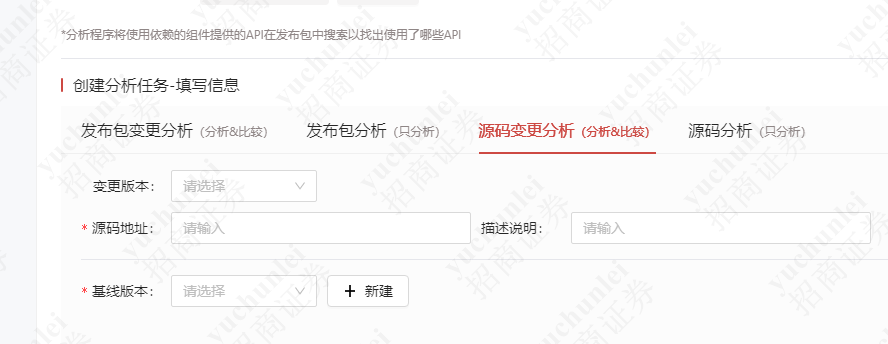 *分析程序将使用依赖的组件提供的API在发布包中搜索以找出使用了哪些API
创建分析任务-填写信息
发布包变更分析 (分析&比较) 发布包分析 (只分析) 源码变更分析 (分析&比较) 源码分析 (只分析)
变更版本: 请选择
* 源码地址: 请输入 描述说明: 请输入
* 基线版本: 请选择 + 新建
yuchunlei
招商证券